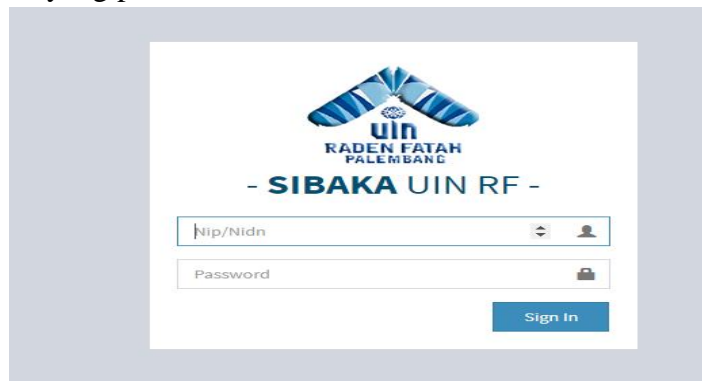 uin
RADEN FATAH
PALEMBANG
- SIBAKA UIN RF -
Nip/Nidn
Password
Sign In